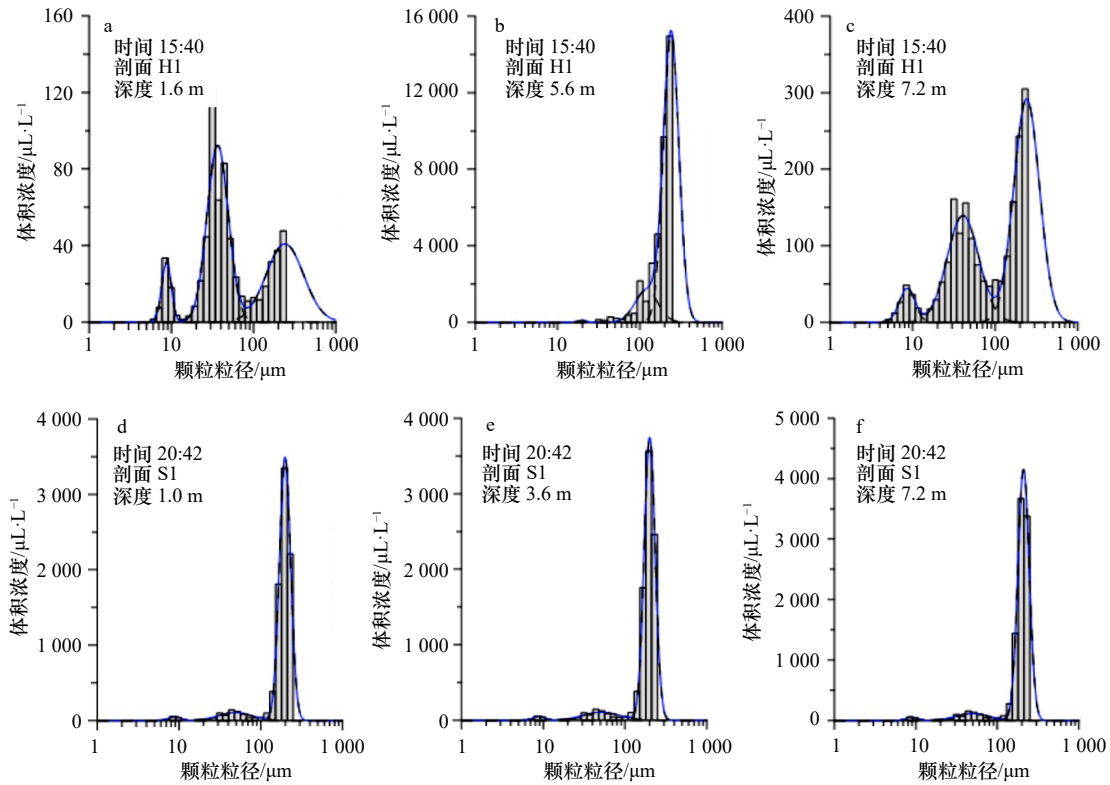 a
时间 15:40
剖面 H1
深度 1.6 m
160
120
80
40
0
体积浓度/μL·L⁻¹
1 10 100 1 000
颗粒粒径/μm
b
时间 15:40
剖面 H1
深度 5.6 m
16 000
12 000
8 000
4 000
0
体积浓度/μL·L⁻¹
1 10 100 1 000
颗粒粒径/μm
c
时间 15:40
剖面 H1
深度 7.2 m
400
300
200
100
0
体积浓度/μL·L⁻¹
1 10 100 1 000
颗粒粒径/μm
d
时间 20:42
剖面 S1
深度 1.0 m
4 000
3 000
2 000
1 000
0
体积浓度/μL·L⁻¹
1 10 100 1 000
颗粒粒径/μm
e
时间 20:42
剖面 S1
深度 3.6 m
4 000
3 000
2 000
1 000
0
体积浓度/μL·L⁻¹
1 10 100 1 000
颗粒粒径/μm
f
时间 20:42
剖面 S1
深度 7.2 m
5 000
4 000
3 000
2 000
1 000
0
体积浓度/μL·L⁻¹
1 10 100 1 000
颗粒粒径/μm